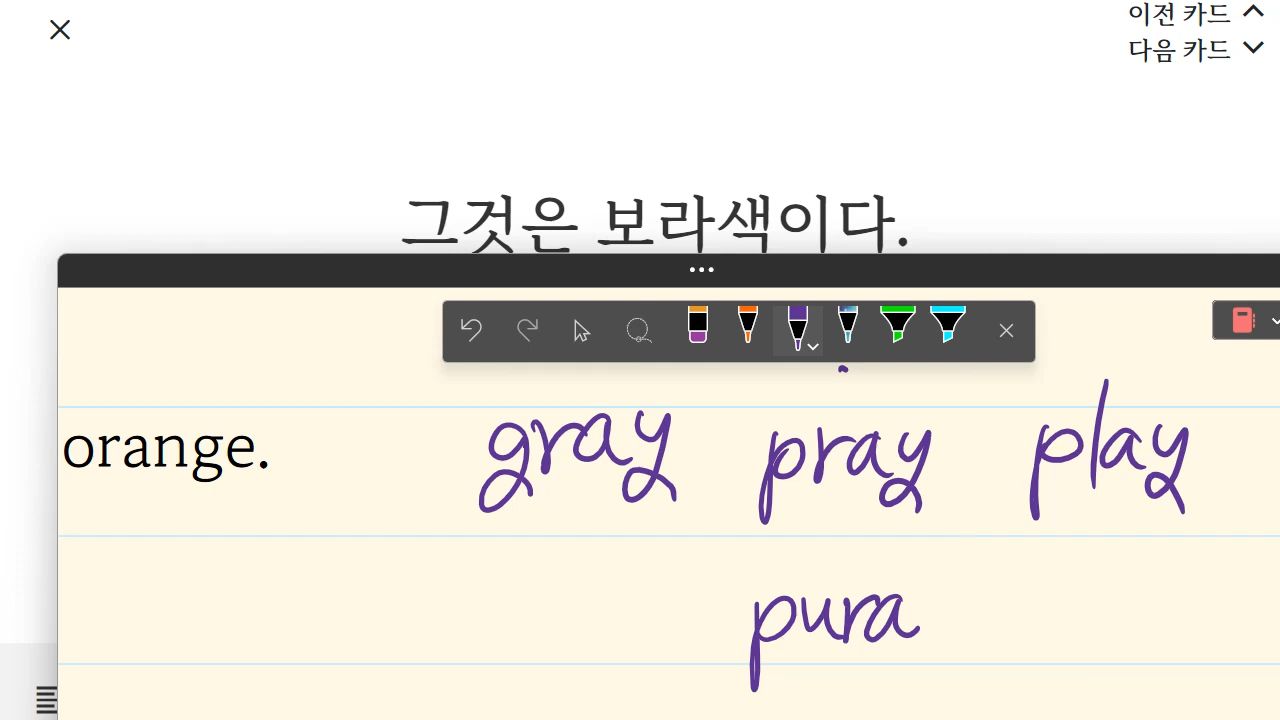 이전 카드
다음 카드
그것은 보라색이다.
orange. gray pray play
pura